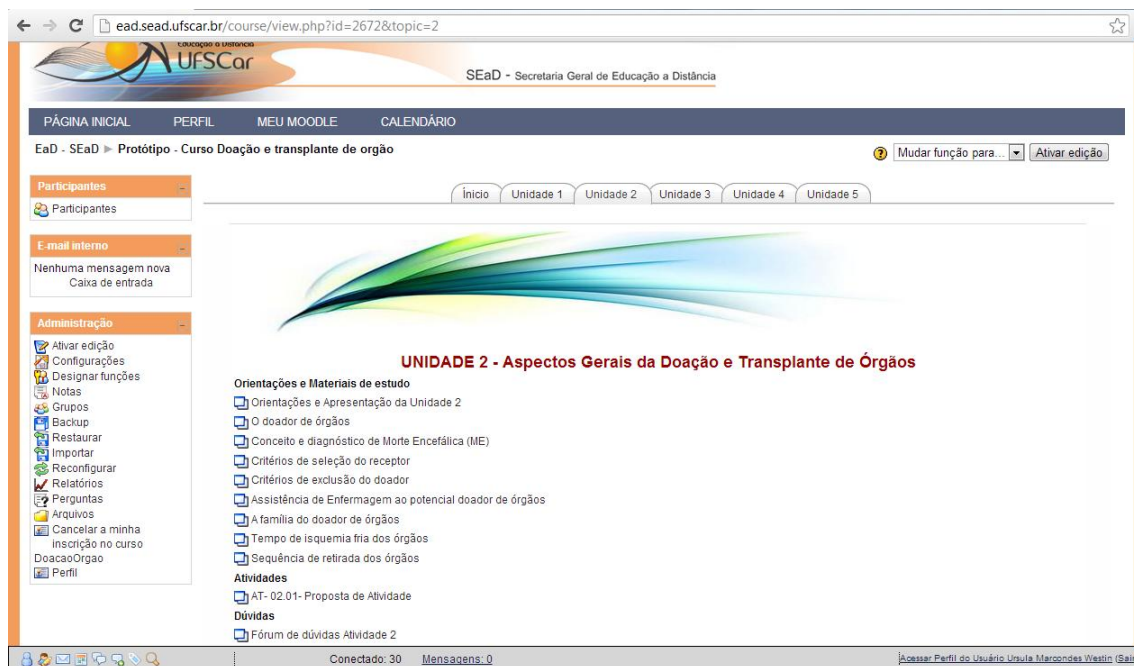 ead.sead.ufscar.br/course/view.php?id=2672&topic=2
Educação a Distância
UFSCar
SEaD - Secretaria Geral de Educação a Distância
PÁGINA INICIAL PERFIL MEU MOODLE CALENDÁRIO
EaD - SEaD ► Protótipo - Curso Doação e transplante de orgão
Mudar função para... Ativar edição
Participantes
Participantes
E-mail interno
Nenhuma mensagem nova
Caixa de entrada
Administração
Ativar edição
Configurações
Designar funções
Notas
Grupos
Backup
Restaurar
Importar
Reconfigurar
Relatórios
Perguntas
Arquivos
Cancelar a minha
inscrição no curso
DoacaoOrgao
Perfil
Ínicio Unidade 1 Unidade 2 Unidade 3 Unidade 4 Unidade 5
UNIDADE 2 - Aspectos Gerais da Doação e Transplante de Órgãos
Orientações e Materiais de estudo
Orientações e Apresentação da Unidade 2
O doador de órgãos
Conceito e diagnóstico de Morte Encefálica (ME)
Critérios de seleção do receptor
Critérios de exclusão do doador
Assistência de Enfermagem ao potencial doador de órgãos
A família do doador de órgãos
Tempo de isquemia fria dos órgãos
Sequência de retirada dos órgãos
Atividades
AT- 02.01- Proposta de Atividade
Dúvidas
Fórum de dúvidas Atividade 2
Conectado: 30 Mensagens: 0
Acessar Perfil do Usuário Ursula Marcondes Westin (Sair